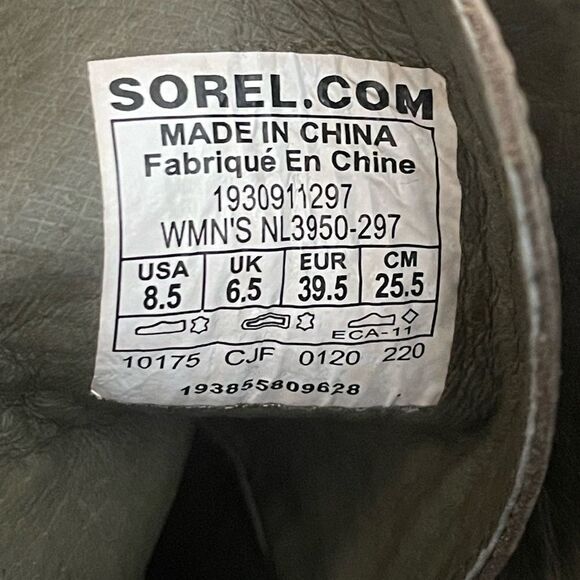 SOREL.COM
MADE IN CHINA
Fabriqué En Chine
1930911297
WMN'S NL3950-297
USA UK EUR CM
8.5 6.5 39.5 25.5
ECA-11
10175 CJF 0120 220
193855809628